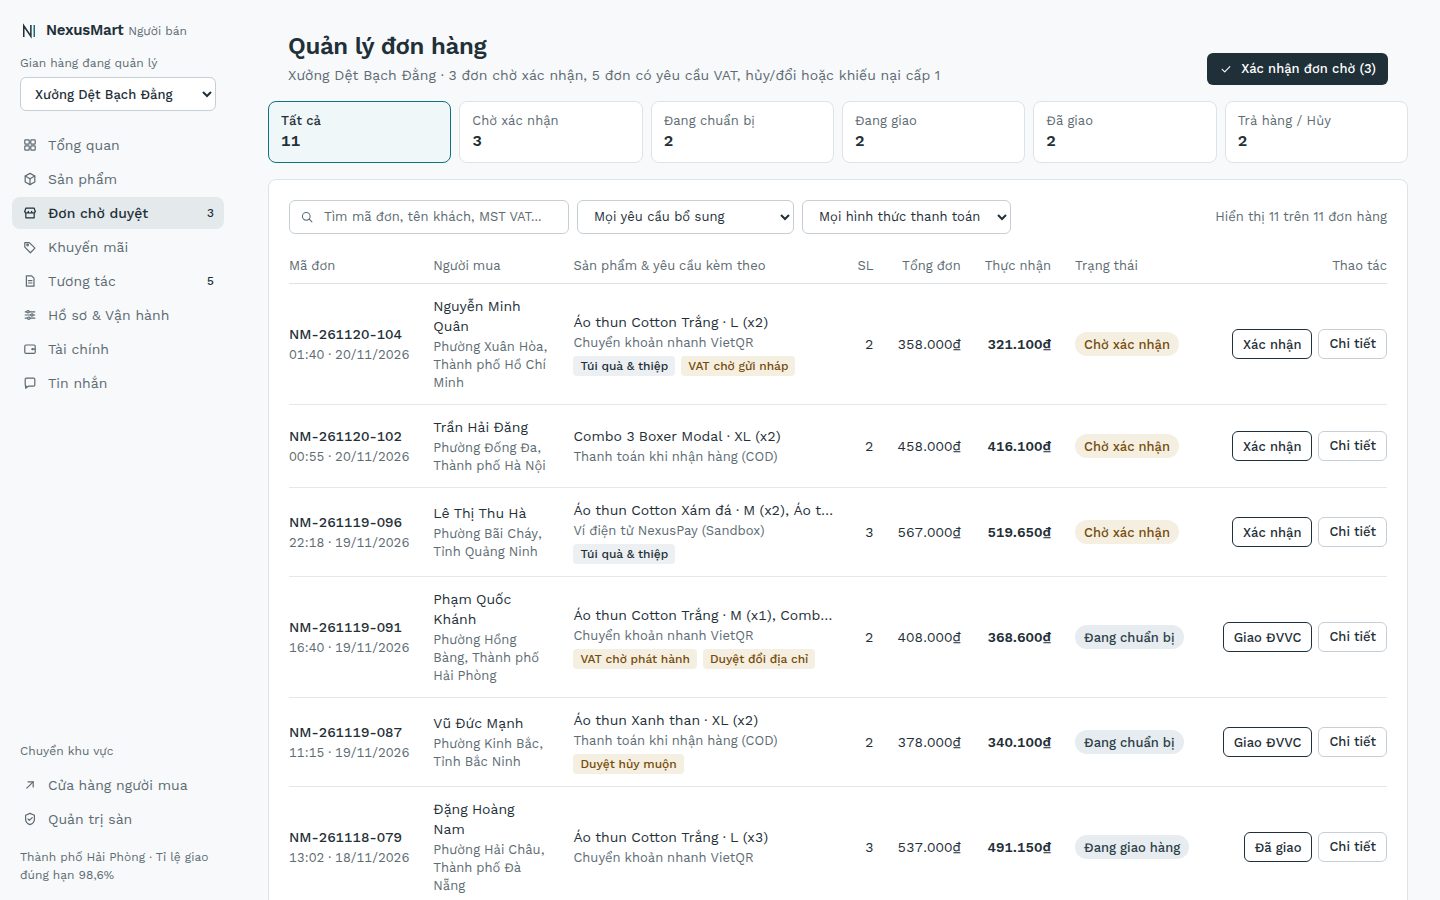 NexusMart Người bán
Gian hàng đang quản lý
Xưởng Dệt Bạch Đằng
Tổng quan
Sản phẩm
Đơn chờ duyệt 3
Khuyến mãi
Tương tác 5
Hồ sơ & Vận hành
Tài chính
Tin nhắn
Chuyển khu vực
Cửa hàng người mua
Quản trị sàn
Thành phố Hải Phòng · Tỉ lệ giao
đúng hạn 98,6%
Quản lý đơn hàng
Xưởng Dệt Bạch Đằng · 3 đơn chờ xác nhận, 5 đơn có yêu cầu VAT, hủy/đổi hoặc khiếu nại cấp 1
Xác nhận đơn chờ (3)
Tất cả
11
Chờ xác nhận
3
Đang chuẩn bị
2
Đang giao
2
Đã giao
2
Trả hàng / Hủy
2
Tìm mã đơn, tên khách, MST VAT...
Mọi yêu cầu bổ sung
Mọi hình thức thanh toán
Hiển thị 11 trên 11 đơn hàng
Mã đơn Người mua Sản phẩm & yêu cầu kèm theo SL Tổng đơn Thực nhận Trạng thái Thao tác
NM-261120-104
01:40 · 20/11/2026
Nguyễn Minh
Quân
Phường Xuân Hòa,
Thành phố Hồ Chí
Minh
Áo thun Cotton Trắng · L (x2)
Chuyển khoản nhanh VietQR
Túi quà & thiệp VAT chờ gửi nháp
2 358.000₫ 321.100₫ Chờ xác nhận Xác nhận Chi tiết
NM-261120-102
00:55 · 20/11/2026
Trần Hải Đăng
Phường Đống Đa,
Thành phố Hà Nội
Combo 3 Boxer Modal · XL (x2)
Thanh toán khi nhận hàng (COD)
2 458.000₫ 416.100₫ Chờ xác nhận Xác nhận Chi tiết
NM-261119-096
22:18 · 19/11/2026
Lê Thị Thu Hà
Phường Bãi Cháy,
Tỉnh Quảng Ninh
Áo thun Cotton Xám đá · M (x2), Áo t...
Ví điện tử NexusPay (Sandbox)
Túi quà & thiệp
3 567.000₫ 519.650₫ Chờ xác nhận Xác nhận Chi tiết
NM-261119-091
16:40 · 19/11/2026
Phạm Quốc
Khánh
Phường Hồng
Bàng, Thành phố
Hải Phòng
Áo thun Cotton Trắng · M (x1), Comb...
Chuyển khoản nhanh VietQR
VAT chờ phát hành Duyệt đổi địa chỉ
2 408.000₫ 368.600₫ Đang chuẩn bị Giao ĐVVC Chi tiết
NM-261119-087
11:15 · 19/11/2026
Vũ Đức Mạnh
Phường Kinh Bắc,
Tỉnh Bắc Ninh
Áo thun Xanh than · XL (x2)
Thanh toán khi nhận hàng (COD)
Duyệt hủy muộn
2 378.000₫ 340.100₫ Đang chuẩn bị Giao ĐVVC Chi tiết
NM-261118-079
13:02 · 18/11/2026
Đặng Hoàng
Nam
Phường Hải Châu,
Thành phố Đà
Nẵng
Áo thun Cotton Trắng · L (x3)
Chuyển khoản nhanh VietQR
3 537.000₫ 491.150₫ Đang giao hàng Đã giao Chi tiết